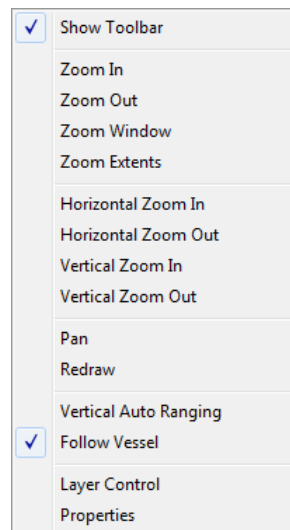 Show Toolbar
Zoom In
Zoom Out
Zoom Window
Zoom Extents
Horizontal Zoom In
Horizontal Zoom Out
Vertical Zoom In
Vertical Zoom Out
Pan
Redraw
Vertical Auto Ranging
Follow Vessel
Layer Control
Properties